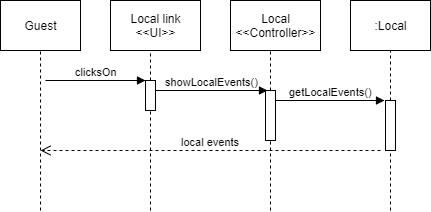 Guest
Local link
<<UI>>
Local
<<Controller>>
:Local
clicksOn
showLocalEvents()
getLocalEvents()
local events